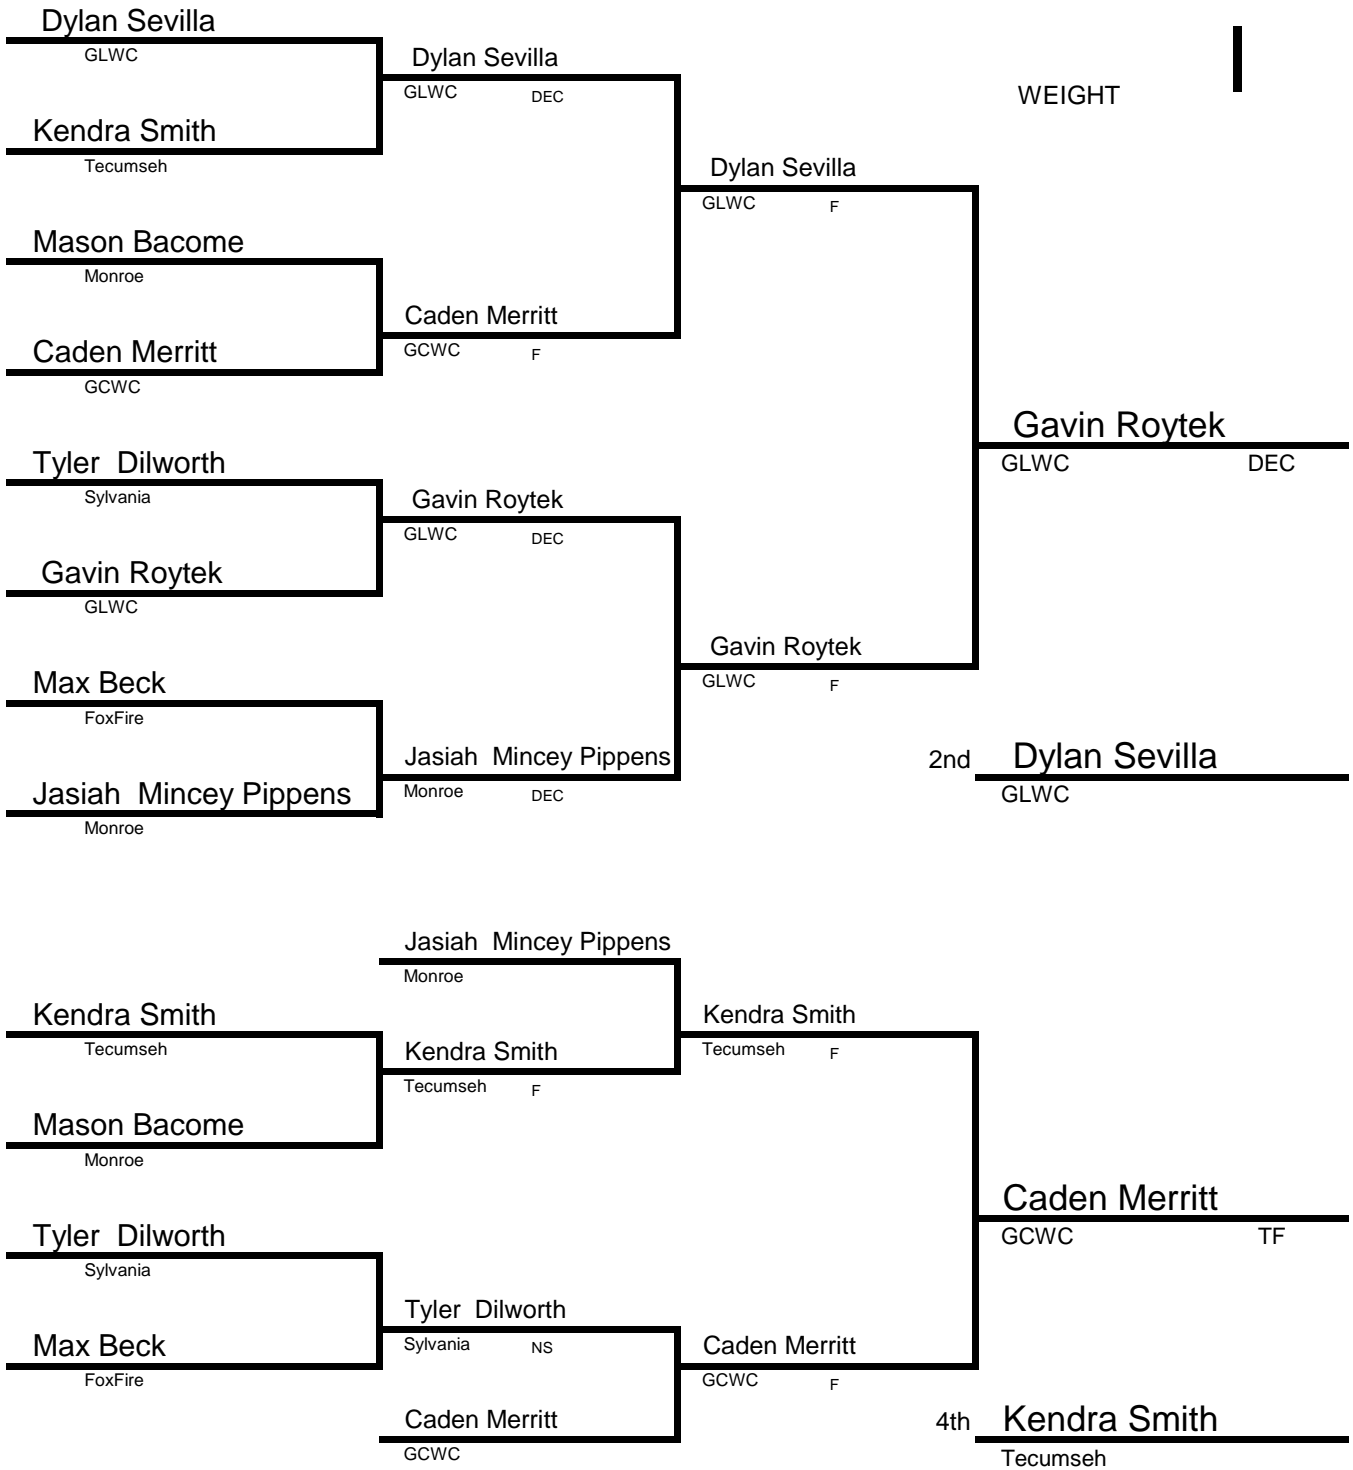 Dylan Sevilla
GLWC
Dylan Sevilla
GLWC DEC
WEIGHT
Kendra Smith
Tecumseh
Dylan Sevilla
GLWC F
Mason Bacome
Monroe
Caden Merritt
GCWC F
Caden Merritt
GCWC
Gavin Roytek
GLWC DEC
Tyler Dilworth
Sylvania
Gavin Roytek
GLWC DEC
Gavin Roytek
GLWC
Gavin Roytek
GLWC F
Max Beck
FoxFire
Jasiah Mincey Pippens
Monroe DEC
2nd Dylan Sevilla
GLWC
Jasiah Mincey Pippens
Monroe
Jasiah Mincey Pippens
Monroe
Kendra Smith
Tecumseh
Kendra Smith
Tecumseh F
Kendra Smith
Tecumseh F
Mason Bacome
Monroe
Caden Merritt
GCWC TF
Tyler Dilworth
Sylvania
Tyler Dilworth
Sylvania NS
Max Beck
FoxFire
Caden Merritt
GCWC F
Caden Merritt
GCWC
4th Kendra Smith
Tecumseh